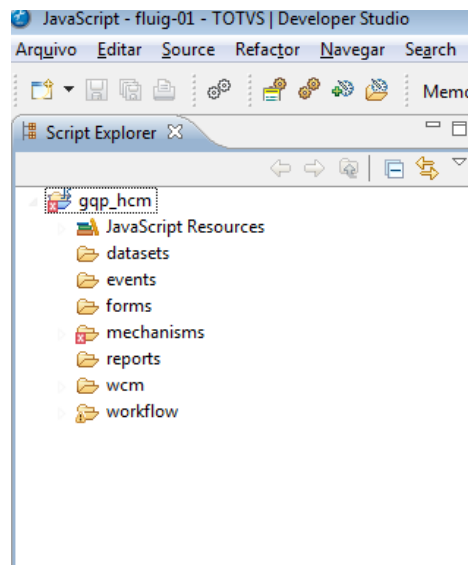 JavaScript - fluig-01 - TOTVS | Developer Studio
Arquivo Editar Source Refactor Navegar Search
Memo
Script Explorer
gqp_hcm
JavaScript Resources
datasets
events
forms
mechanisms
reports
wcm
workflow